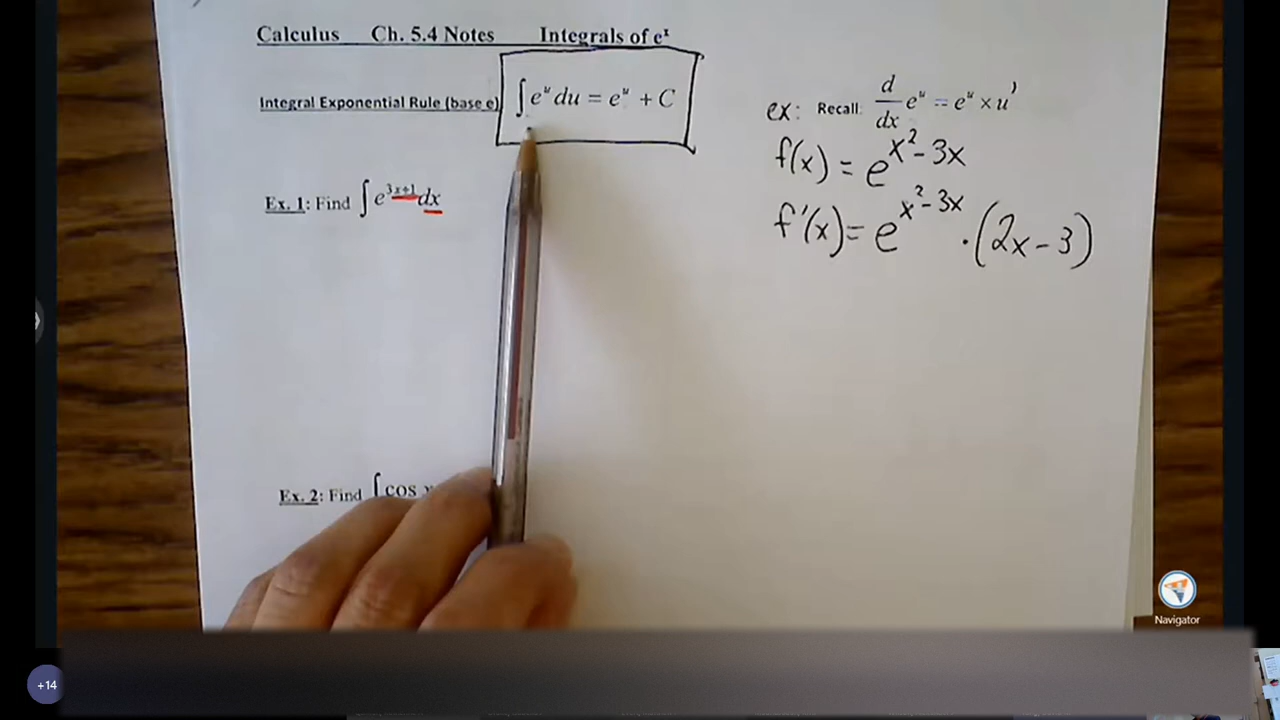 Calculus Ch. 5.4 Notes Integrals of eˣ
Integral Exponential Rule (base e) ∫ eᵘ du = eᵘ + C
ex: Recall: d/dx eᵘ = eᵘ × u'
f(x) = e^(x² - 3x)
f'(x) = e^(x² - 3x) · (2x - 3)
Ex. 1: Find ∫ e^(3x+1) dx
Ex. 2: Find ∫ cos
Navigator
+14